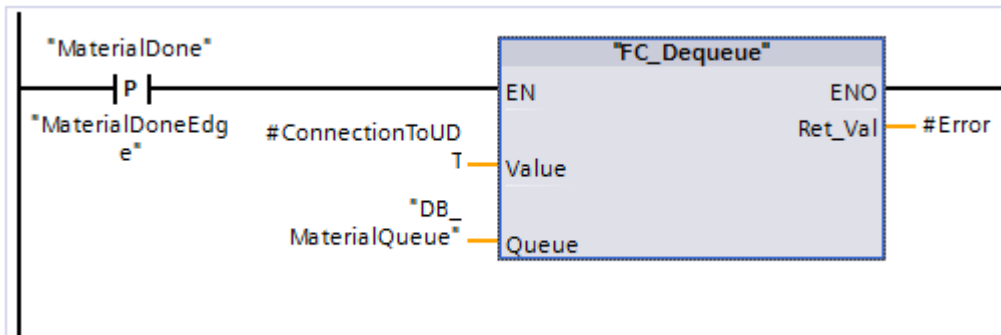 "MaterialDone"
P
"MaterialDoneEdg
e"
"FC_Dequeue"
EN
ENO
Ret_Val
#Error
#ConnectionToUD
T
Value
"DB_
MaterialQueue"
Queue